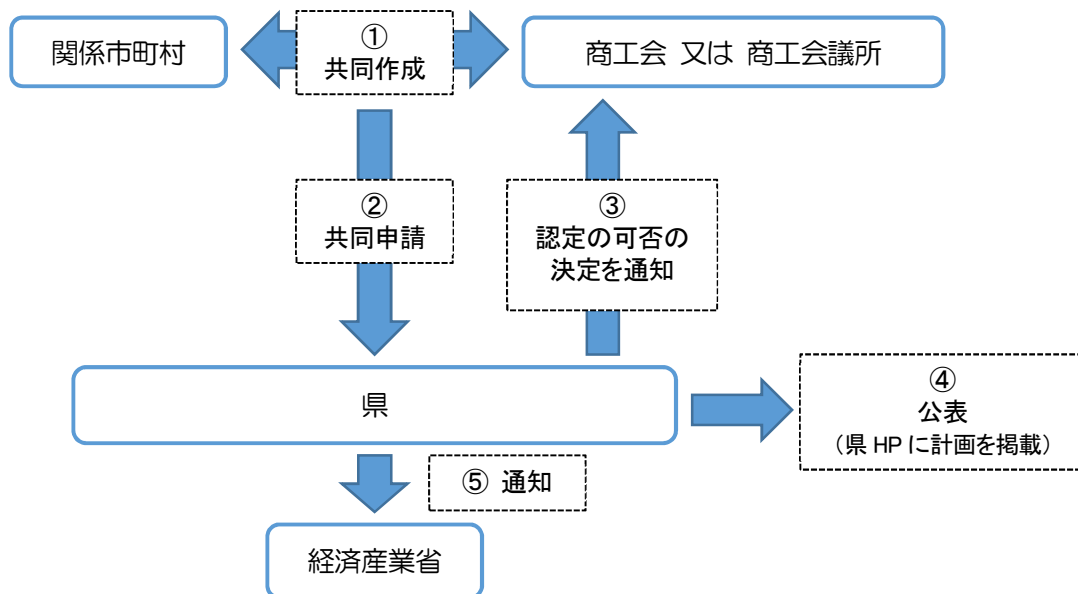 関係市町村
①
共同作成
商工会 又は 商工会議所
②
共同申請
③
認定の可否の
決定を通知
県
④
公表
(県 HP に計画を掲載)
⑤ 通知
経済産業省